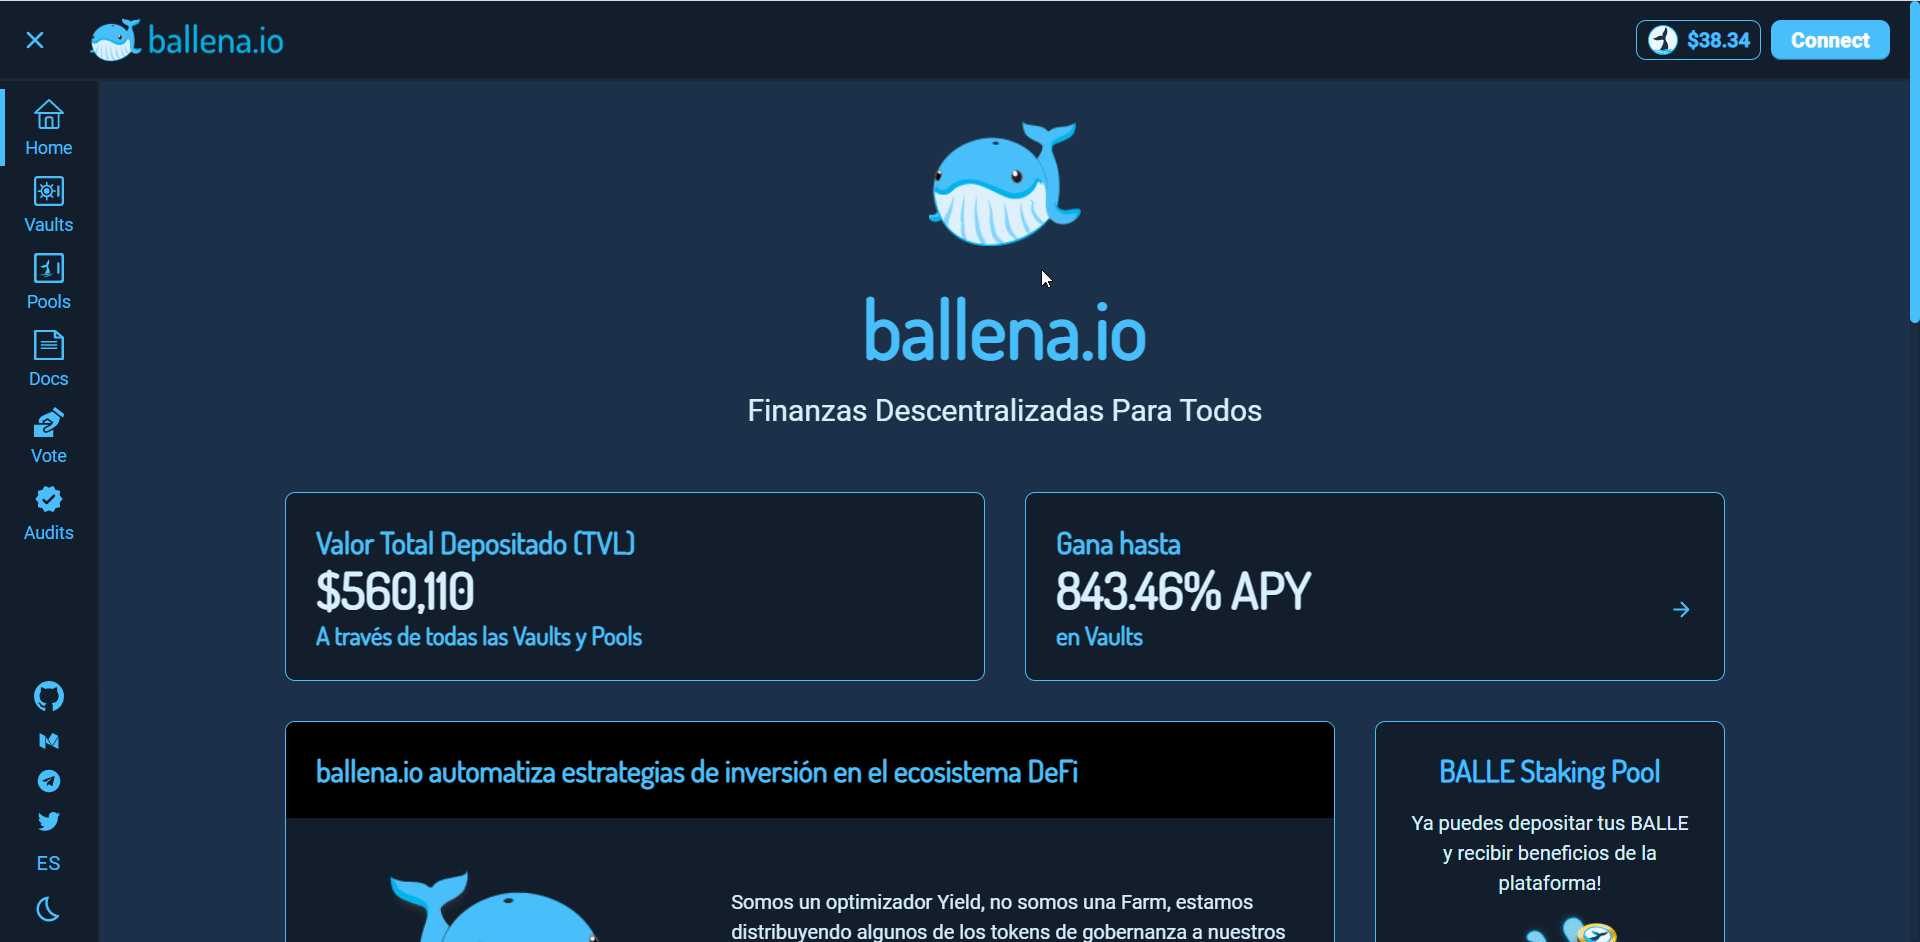 ballena.io
$38.34
Connect
Home
Vaults
Pools
Docs
Vote
Audits
ES
ballena.io
Finanzas Descentralizadas Para Todos
Valor Total Depositado (TVL)
$560,110
A través de todas las Vaults y Pools
Gana hasta
843.46% APY
en Vaults
ballena.io automatiza estrategias de inversión en el ecosistema DeFi
Somos un optimizador Yield, no somos una Farm, estamos
distribuyendo algunos de los tokens de gobernanza a nuestros
BALLE Staking Pool
Ya puedes depositar tus BALLE
y recibir beneficios de la
plataforma!